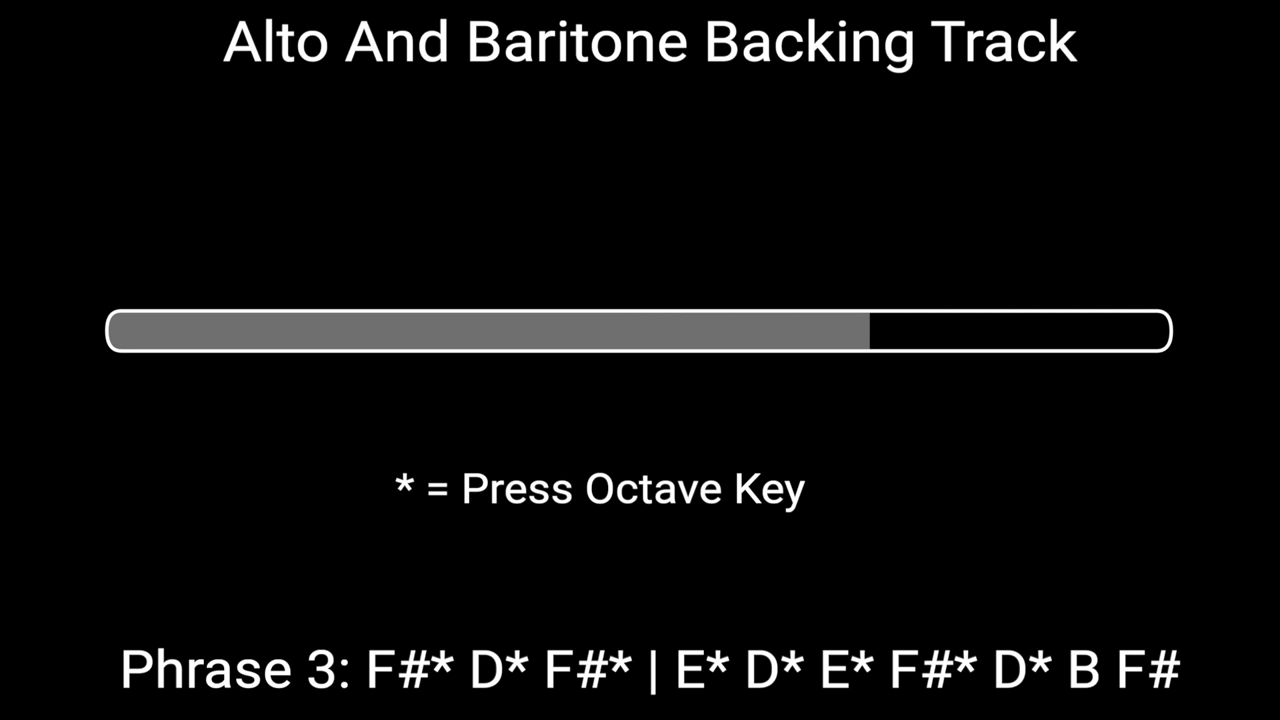 Alto And Baritone Backing Track
* = Press Octave Key
Phrase 3: F#* D* F#* | E* D* E* F#* D* B F#